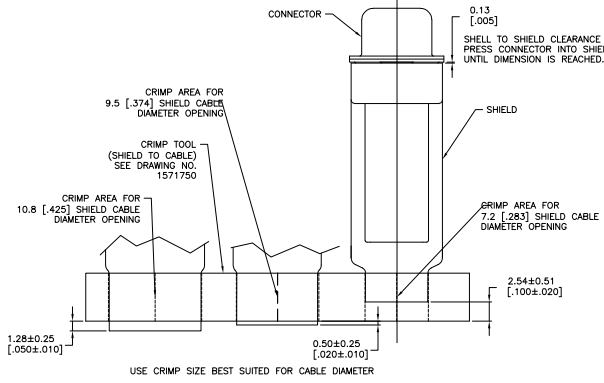 CONNECTOR
0.13
[.005]
SHELL TO SHIELD CLEARANCE
PRESS CONNECTOR INTO SHIE
UNTIL DIMENSION IS REACHED.
CRIMP AREA FOR
9.5 [.374] SHIELD CABLE
DIAMETER OPENING
SHIELD
CRIMP TOOL
(SHIELD TO CABLE)
SEE DRAWING NO.
1571750
CRIMP AREA FOR
10.8 [.425] SHIELD CABLE
DIAMETER OPENING
CRIMP AREA FOR
7.2 [.283] SHIELD CABLE
DIAMETER OPENING
2.54±0.51
[.100±.020]
1.28±0.25
[.050±.010]
0.50±0.25
[.020±.010]
USE CRIMP SIZE BEST SUITED FOR CABLE DIAMETER